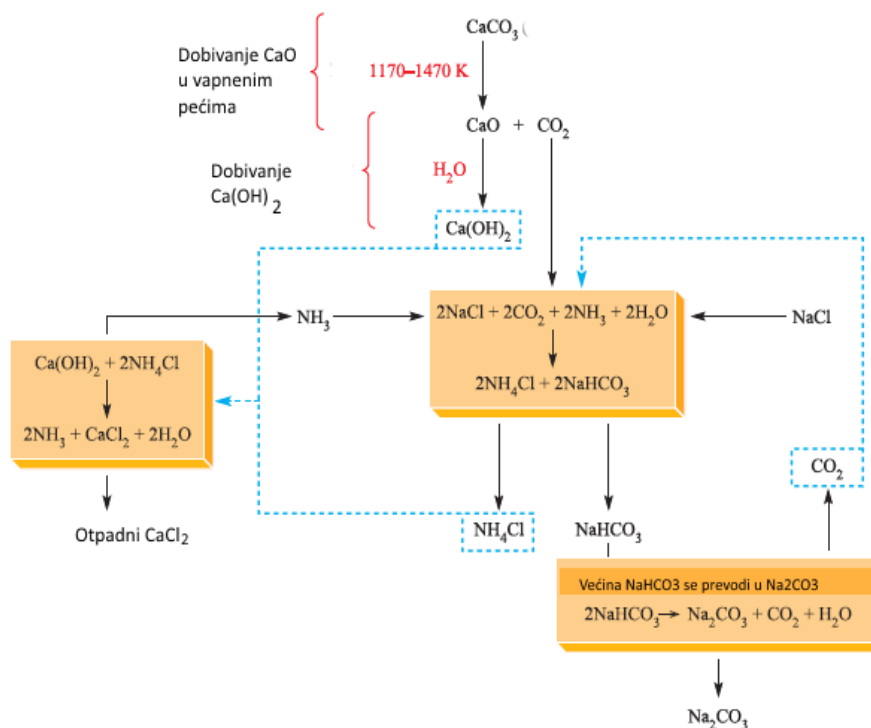 CaCO₃(
Dobivanje CaO
u vapnenim
pećima
1170–1470 K
CaO + CO₂
Dobivanje
Ca(OH) ₂
H₂O
Ca(OH)₂
NH₃
2NaCl + 2CO₂ + 2NH₃ + 2H₂O
2NH₄Cl + 2NaHCO₃
NaCl
Ca(OH)₂ + 2NH₄Cl
2NH₃ + CaCl₂ + 2H₂O
CO₂
Otpadni CaCl₂
NH₄Cl
NaHCO₃
Većina NaHCO3 se prevodi u Na2CO3
2NaHCO₃→ Na₂CO₃ + CO₂ + H₂O
Na₂CO₃